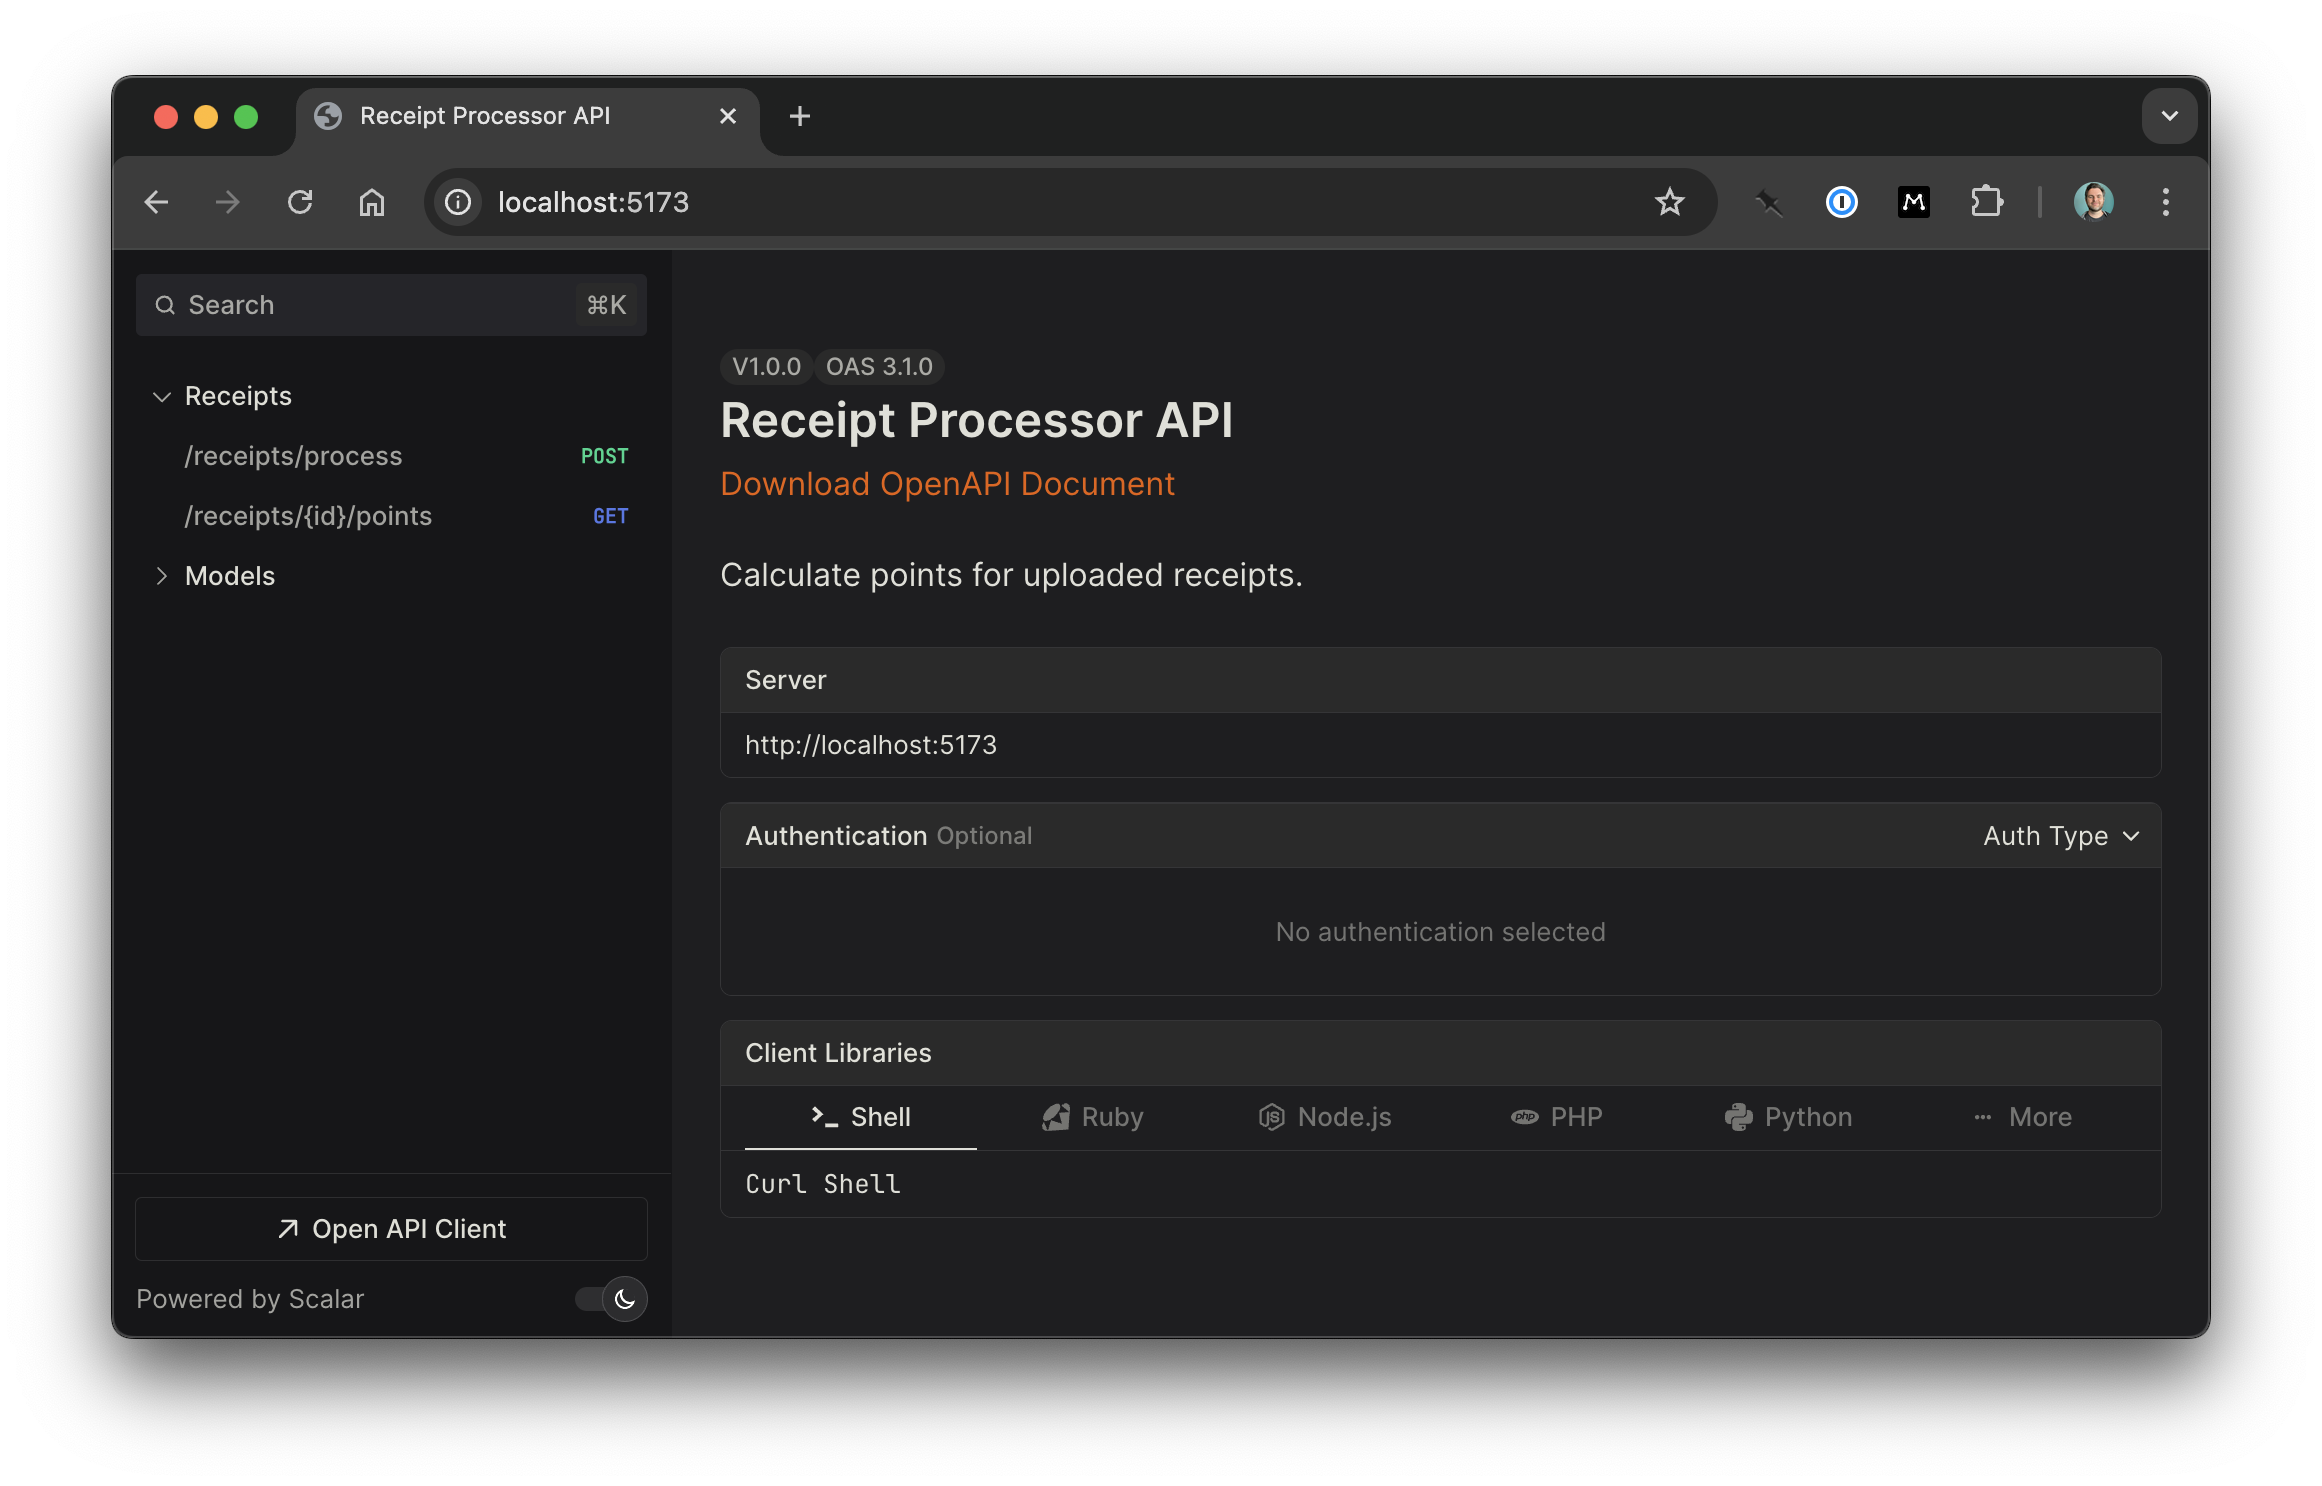 Receipt Processor API
localhost:5173
Search ⌘K
Receipts
/receipts/process POST
/receipts/{id}/points GET
Models
Open API Client
Powered by Scalar
V1.0.0 OAS 3.1.0
Receipt Processor API
Download OpenAPI Document
Calculate points for uploaded receipts.
Server
http://localhost:5173
Authentication Optional Auth Type
No authentication selected
Client Libraries
Shell Ruby JS Node.js php PHP Python More
Curl Shell